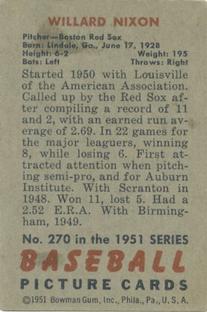 WILLARD NIXON
Pitcher—Boston Red Sox
Born: Lindale, Ga., June 17, 1928
Height: 6-2 Weight: 195
Bats: Left Throws: Right
Started 1950 with Louisville
of the American Association.
Called up by the Red Sox af-
ter compiling a record of 11
and 2, with an earned run av-
erage of 2.69. In 22 games for
the major leaguers, winning
8, while losing 6. First at-
tracted attention when pitch-
ing semi-pro, and for Auburn
Institute. With Scranton in
1948. Won 11, lost 5. Had a
2.52 E.R.A. With Birming-
ham, 1949.
No. 270 in the 1951 SERIES
BASEBALL
PICTURE CARDS
©1951 Bowman Gum, Inc., Phila., Pa., U. S. A.